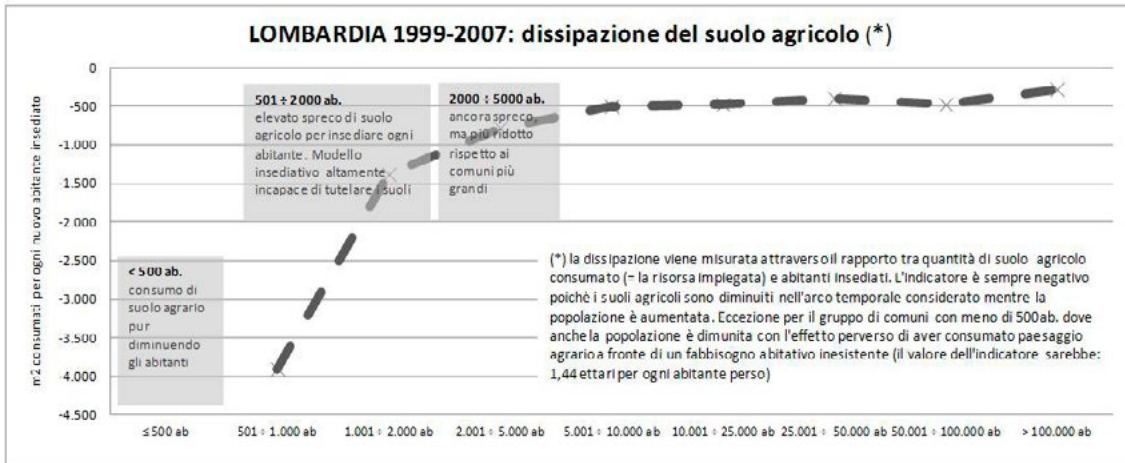 LOMBARDIA 1999-2007: dissipazione del suolo agricolo (*)
m2 consumati per ogni nuovo abitante insediato
0
-500
-1.000
-1.500
-2.000
-2.500
-3.000
-3.500
-4.000
-4.500
< 500 ab.
consumo di
suolo agrario
pur
diminuendo
gli abitanti
501 ÷ 2000 ab.
elevato spreco di suolo
agricolo per insediare ogni
abitante. Modello
insediativo altamente
incapace di tutelare i suoli
2000 : 5000 ab.
ancora spreco,
ma più ridotto
rispetto ai
comuni più
grandi
(*) la dissipazione viene misurata attraverso il rapporto tra quantità di suolo agricolo
consumato (= la risorsa impiegata) e abitanti insediati. L'indicatore è sempre negativo
poichè i suoli agricoli sono diminuiti nell'arco temporale considerato mentre la
popolazione è aumentata. Eccezione per il gruppo di comuni con meno di 500ab. dove
anche la popolazione è dimunita con l'effetto perverso di aver consumato paesaggio
agrario a fronte di un fabbisogno abitativo inesistente (il valore dell'indicatore sarebbe:
1,44 ettari per ogni abitante perso)
≤ 500 ab
501 ÷ 1.000 ab
1.001 ÷ 2.000 ab
2.001 ÷ 5.000 ab
5.001 ÷ 10.000 ab
10.001 ÷ 25.000 ab
25.001 ÷ 50.000 ab
50.001 ÷ 100.000 ab
> 100.000 ab